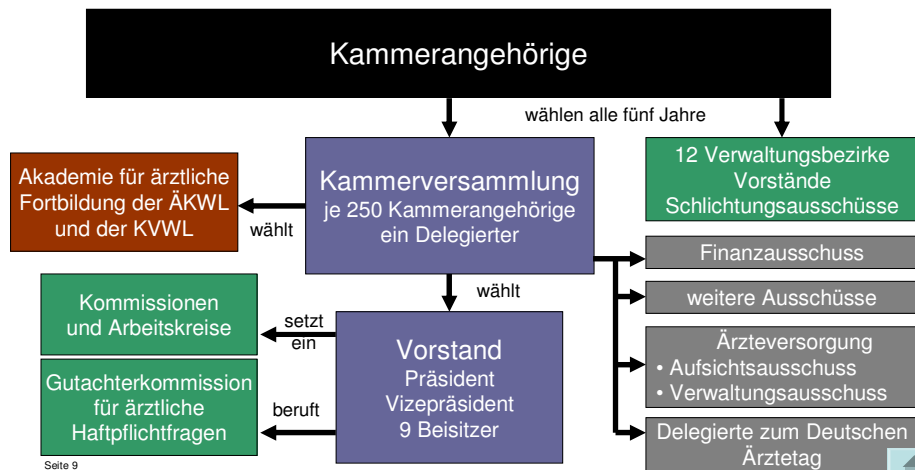 Kammerangehörige
wählen alle fünf Jahre
Akademie für ärztliche
Fortbildung der ÄKWL
und der KVWL
wählt
Kammerversammlung
je 250 Kammerangehörige
ein Delegierter
12 Verwaltungsbezirke
Vorstände
Schlichtungsausschüsse
Finanzausschuss
weitere Ausschüsse
Ärzteversorgung
• Aufsichtsausschuss
• Verwaltungsausschuss
Delegierte zum Deutschen
Ärztetag
wählt
Kommissionen
und Arbeitskreise
setzt
ein
Vorstand
Präsident
Vizepräsident
9 Beisitzer
Gutachterkommission
für ärztliche
Haftpflichtfragen
beruft
Seite 9